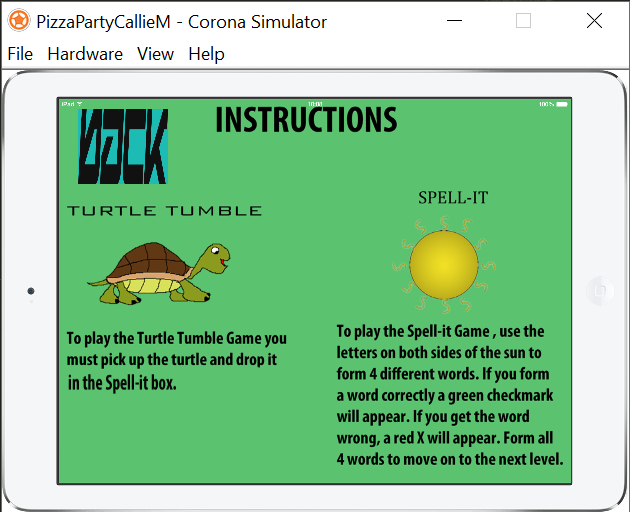 PizzaPartyCallieM - Corona Simulator
File Hardware View Help
iPad
100%
BACK
INSTRUCTIONS
TURTLE TUMBLE
SPELL-IT
To play the Turtle Tumble Game you
must pick up the turtle and drop it
in the Spell-it box.
To play the Spell-it Game , use the
letters on both sides of the sun to
form 4 different words. If you form
a word correctly a green checkmark
will appear. If you get the word
wrong, a red X will appear. Form all
4 words to move on to the next level.